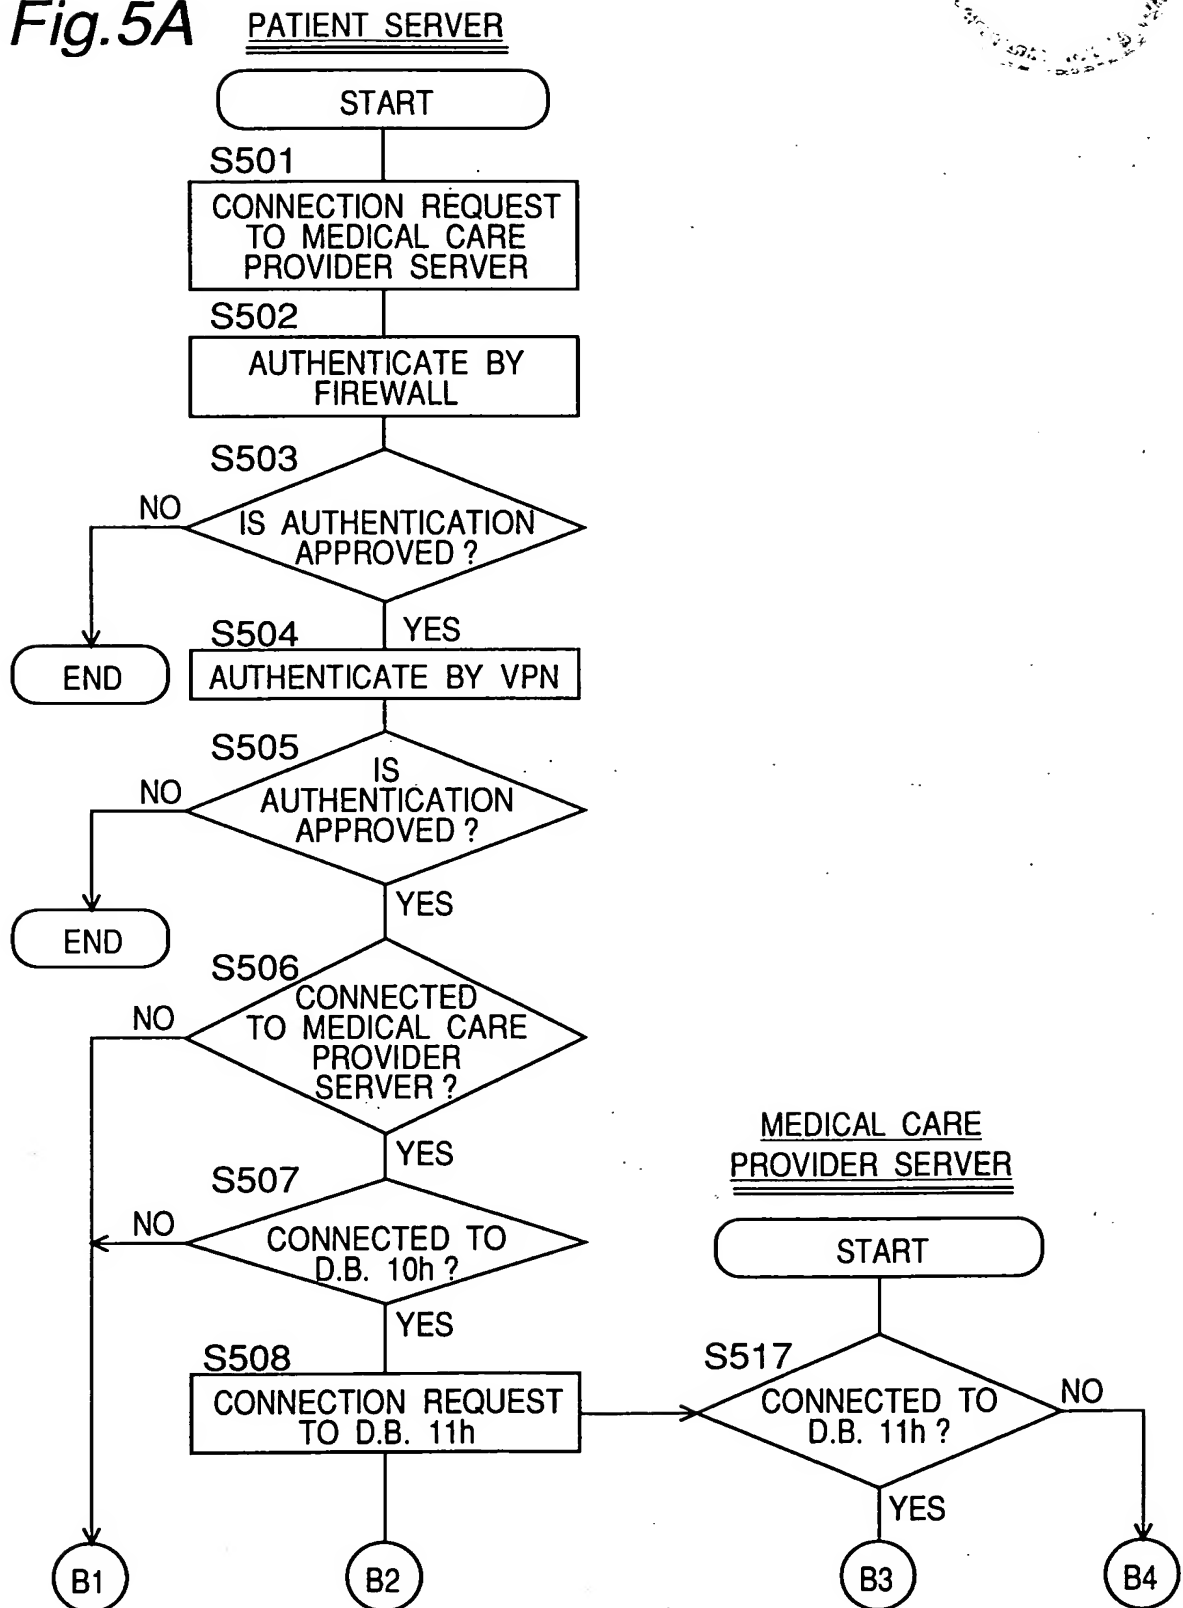 Fig.5A
PATIENT SERVER
START
S501
CONNECTION REQUEST
TO MEDICAL CARE
PROVIDER SERVER
S502
AUTHENTICATE BY
FIREWALL
S503
NO
IS AUTHENTICATION
APPROVED ?
YES
END
S504
AUTHENTICATE BY VPN
S505
NO
IS
AUTHENTICATION
APPROVED ?
YES
END
S506
NO
CONNECTED
TO MEDICAL CARE
PROVIDER
SERVER ?
YES
S507
NO
CONNECTED TO
D.B. 10h ?
YES
S508
CONNECTION REQUEST
TO D.B. 11h
MEDICAL CARE
PROVIDER SERVER
START
S517
CONNECTED TO
D.B. 11h ?
NO
YES
B1
B2
B3
B4